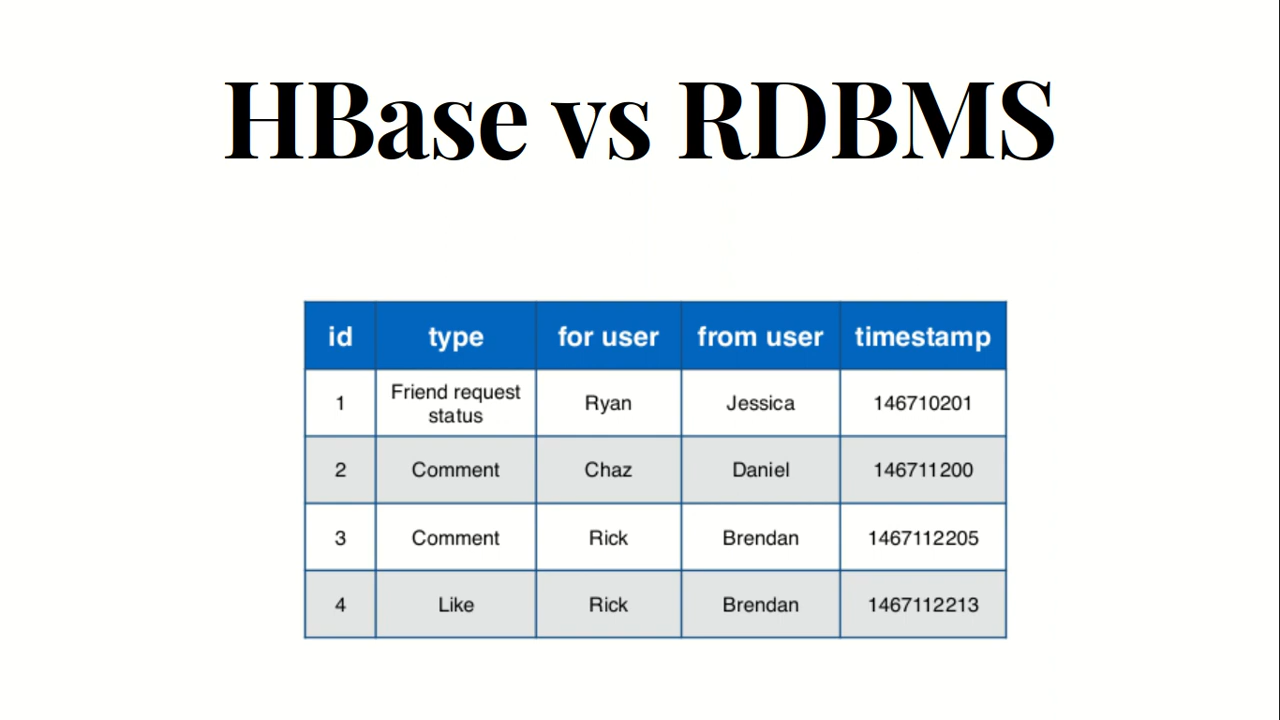 HBase vs RDBMS
id type for user from user timestamp
1 Friend request status Ryan Jessica 146710201
2 Comment Chaz Daniel 146711200
3 Comment Rick Brendan 1467112205
4 Like Rick Brendan 1467112213